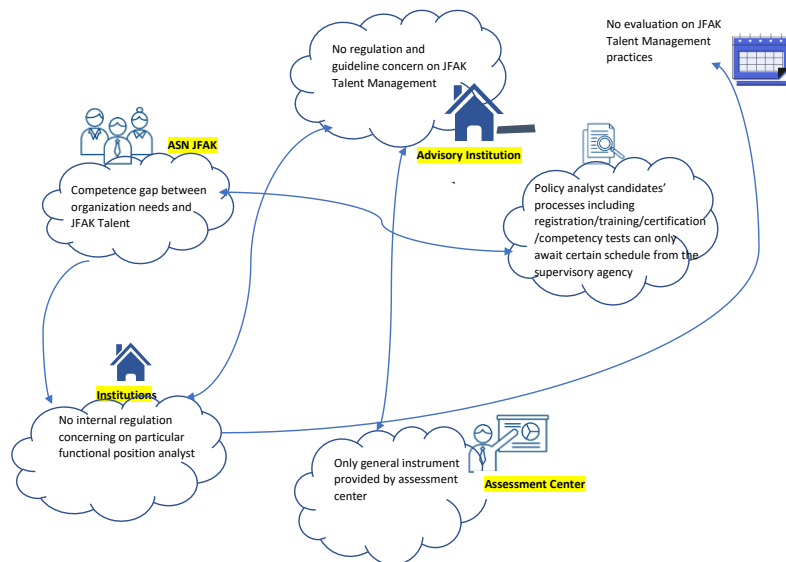 No regulation and
guideline concern on JFAK
Talent Management
No evaluation on JFAK
Talent Management
practices
ASN JFAK
Advisory Institution
Competence gap between
organization needs and
JFAK Talent
Policy analyst candidates'
processes including
registration/training/certification
/competency tests can only
await certain schedule from the
supervisory agency
Institutions
No internal regulation
concerning on particular
functional position analyst
Only general instrument
provided by assessment
center
Assessment Center